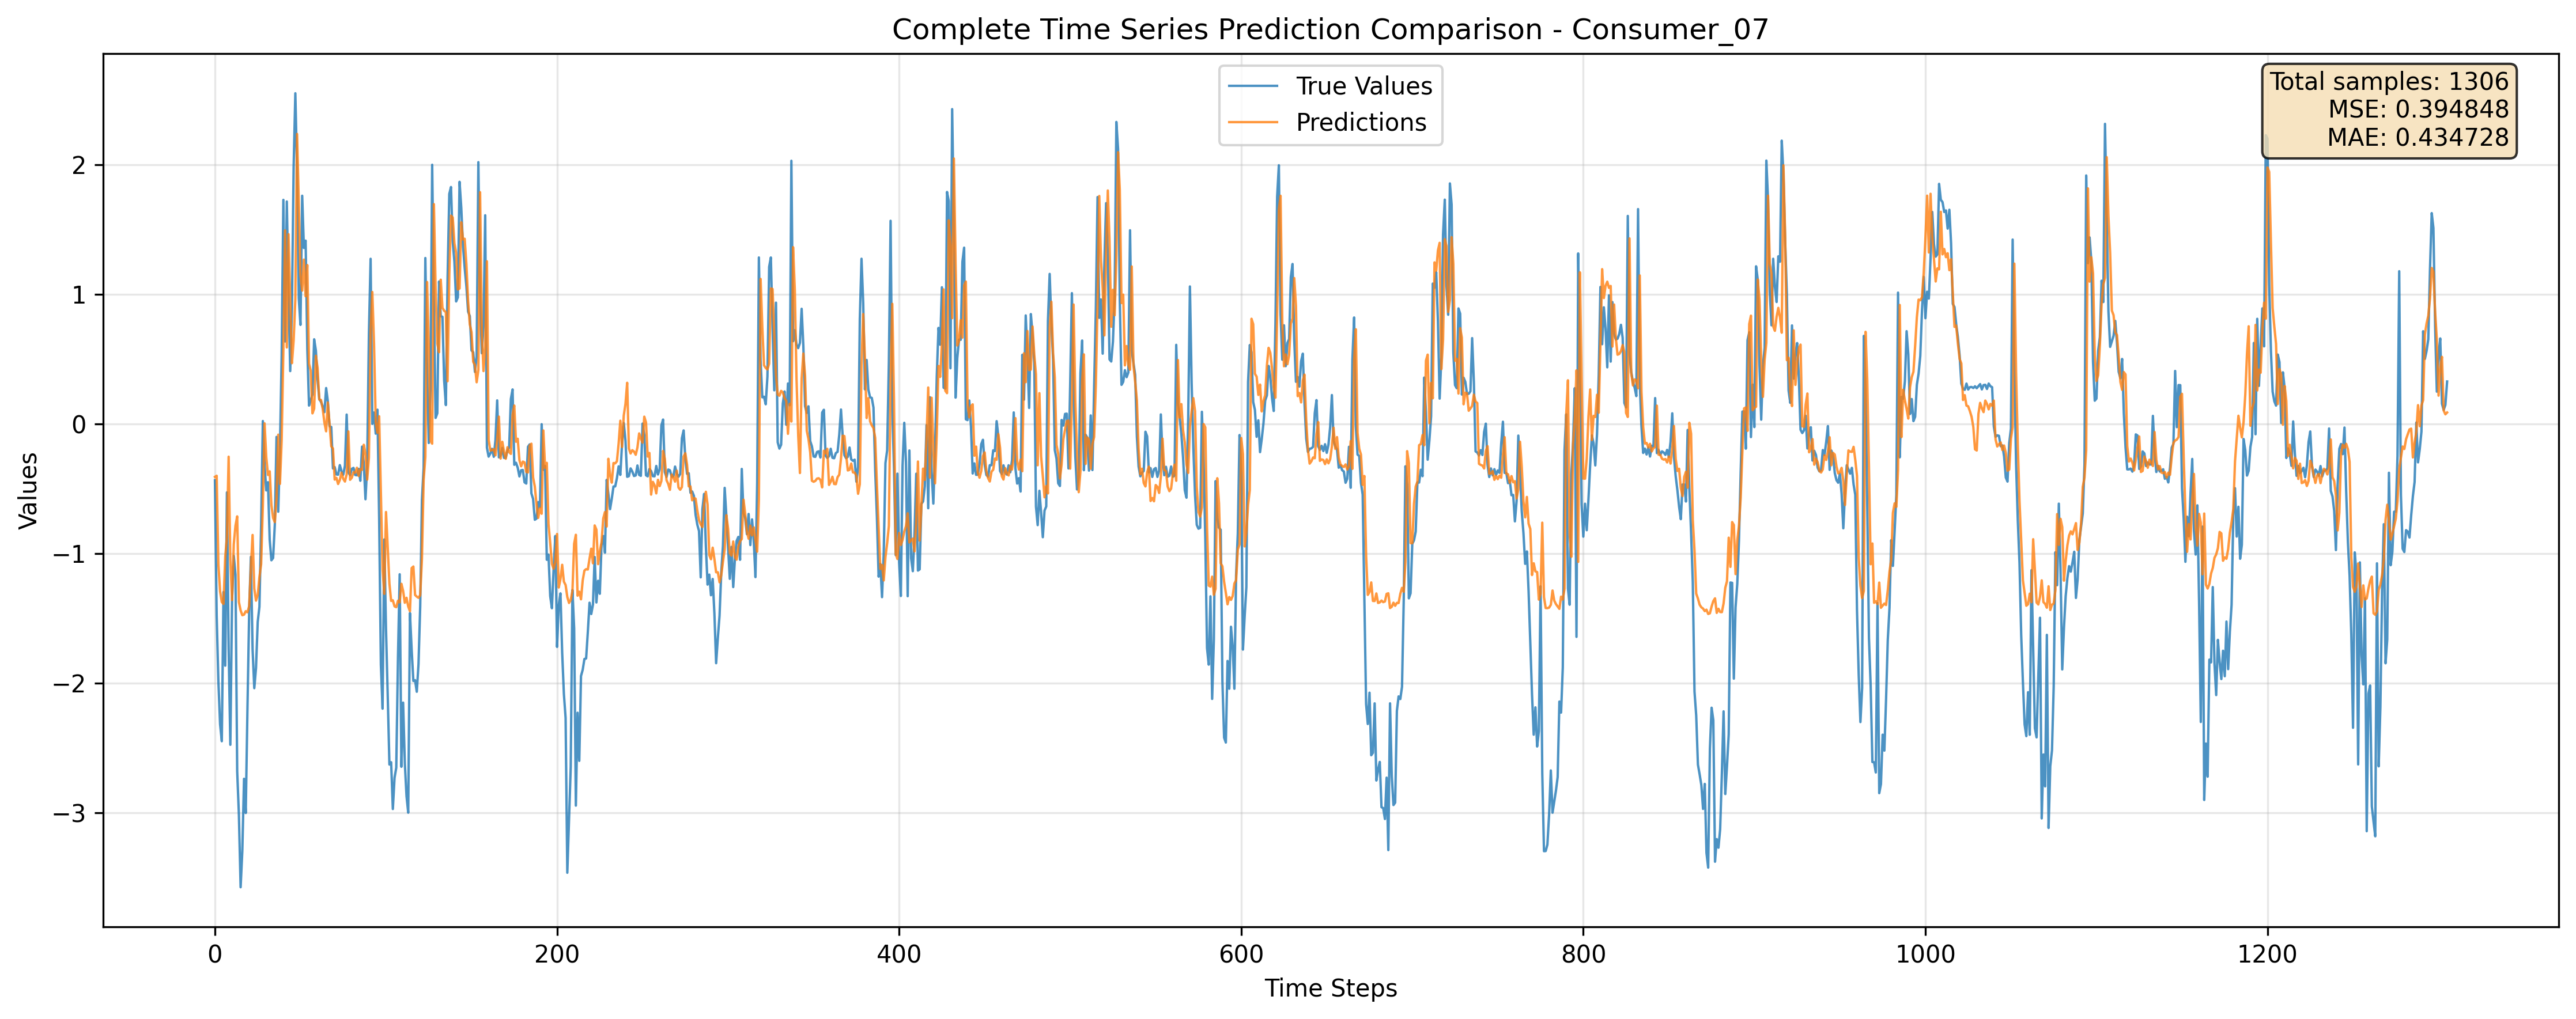 Complete Time Series Prediction Comparison - Consumer_07
True Values
Predictions
Total samples: 1306
MSE: 0.394848
MAE: 0.434728
Values
2
1
0
−1
−2
−3
0
200
400
600
800
1000
1200
Time Steps